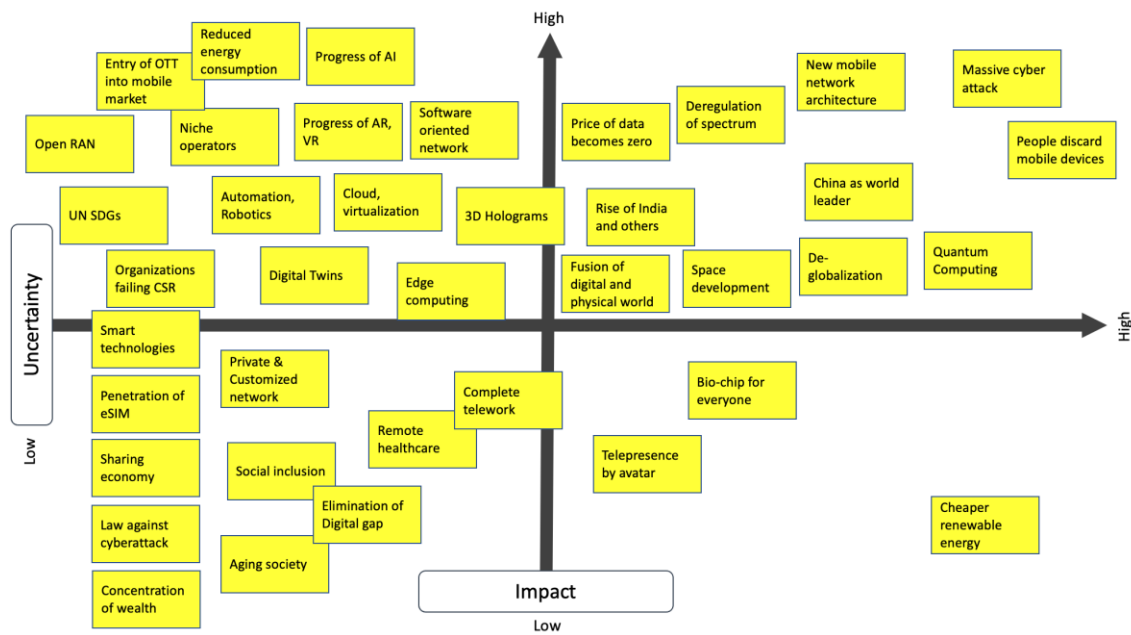 High
Reduced
energy
consumption
Progress of AI
Entry of OTT
into mobile
market
New mobile
network
architecture
Massive cyber
attack
Open RAN
Niche
operators
Progress of AR,
VR
Software
oriented
network
Price of data
becomes zero
Deregulation
of spectrum
People discard
mobile devices
UN SDGs
Automation,
Robotics
Cloud,
virtualization
3D Holograms
Rise of India
and others
China as world
leader
Organizations
failing CSR
Digital Twins
Edge
computing
Fusion of
digital and
physical world
Space
development
De-
globalization
Quantum
Computing
Uncertainty
High
Low
Smart
technologies
Private &
Customized
network
Penetration of
eSIM
Complete
telework
Bio-chip for
everyone
Remote
healthcare
Sharing
economy
Social inclusion
Telepresence
by avatar
Elimination of
Digital gap
Law against
cyberattack
Aging society
Cheaper
renewable
energy
Concentration
of wealth
Impact
Low